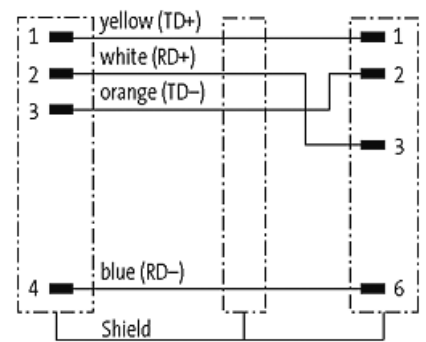 yellow (TD+)
1 1
white (RD+)
2 2
orange (TD–)
3
3
blue (RD–)
4 6
Shield